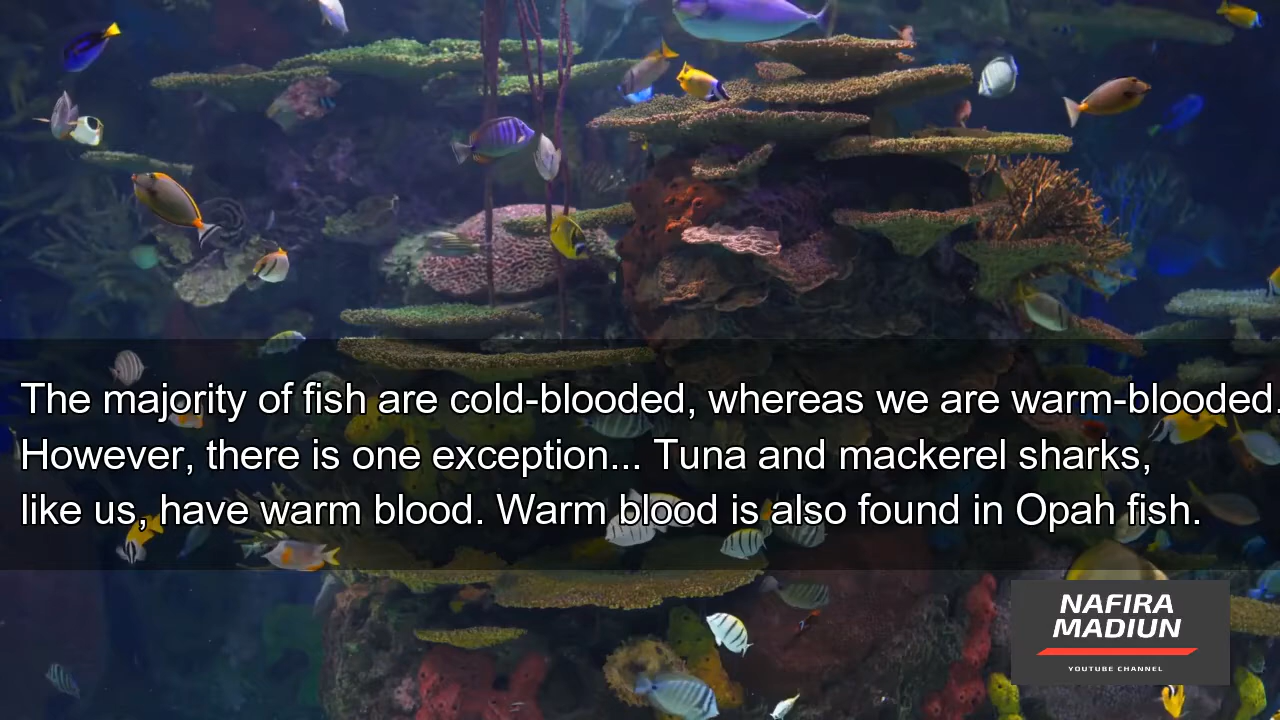 The majority of fish are cold-blooded, whereas we are warm-blooded.
However, there is one exception... Tuna and mackerel sharks,
like us, have warm blood. Warm blood is also found in Opah fish.
NAFIRA
MADIUN
YOUTUBE CHANNEL